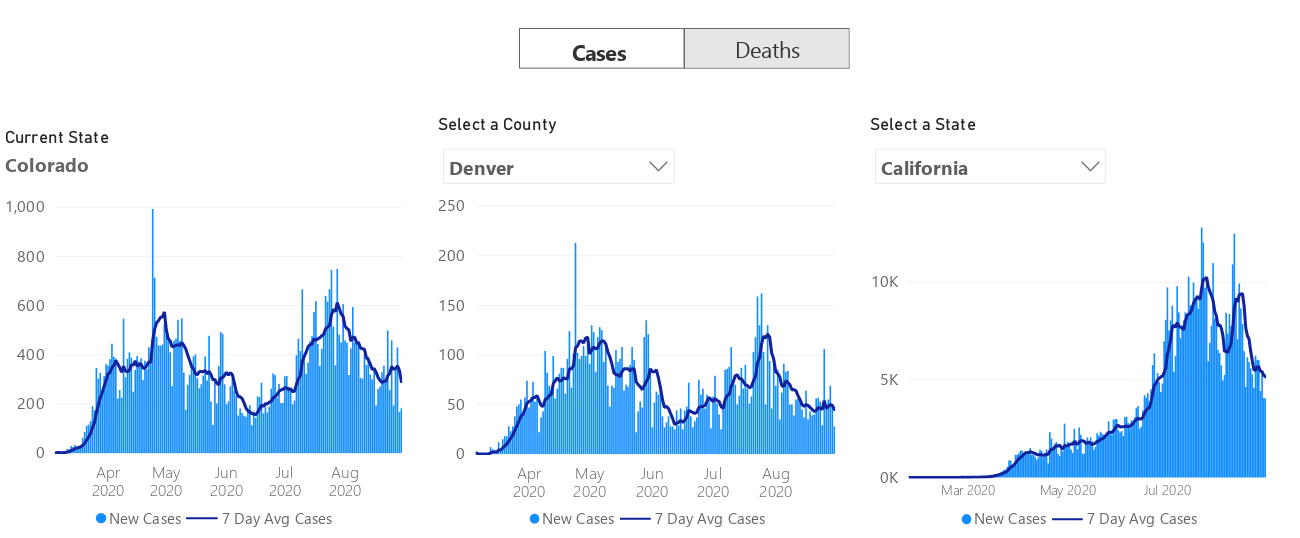 Cases Deaths
Current State
Colorado
1,000
800
600
400
200
0
Apr 2020 May 2020 Jun 2020 Jul 2020 Aug 2020
New Cases 7 Day Avg Cases
Select a County
Denver
250
200
150
100
50
0
Apr 2020 May 2020 Jun 2020 Jul 2020 Aug 2020
New Cases 7 Day Avg Cases
Select a State
California
10K
5K
0K
Mar 2020 May 2020 Jul 2020
New Cases 7 Day Avg Cases